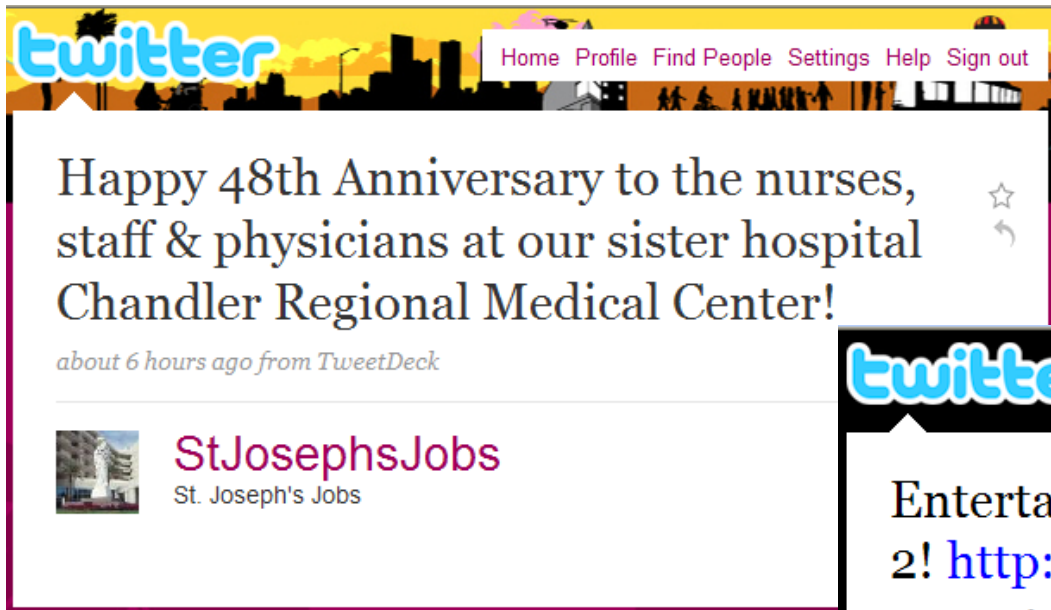 twitter
Home Profile Find People Settings Help Sign out
Happy 48th Anniversary to the nurses,
staff & physicians at our sister hospital
Chandler Regional Medical Center!
about 6 hours ago from TweetDeck
StJosephsJobs
St. Joseph's Jobs
twitte
Enterta
2! http: